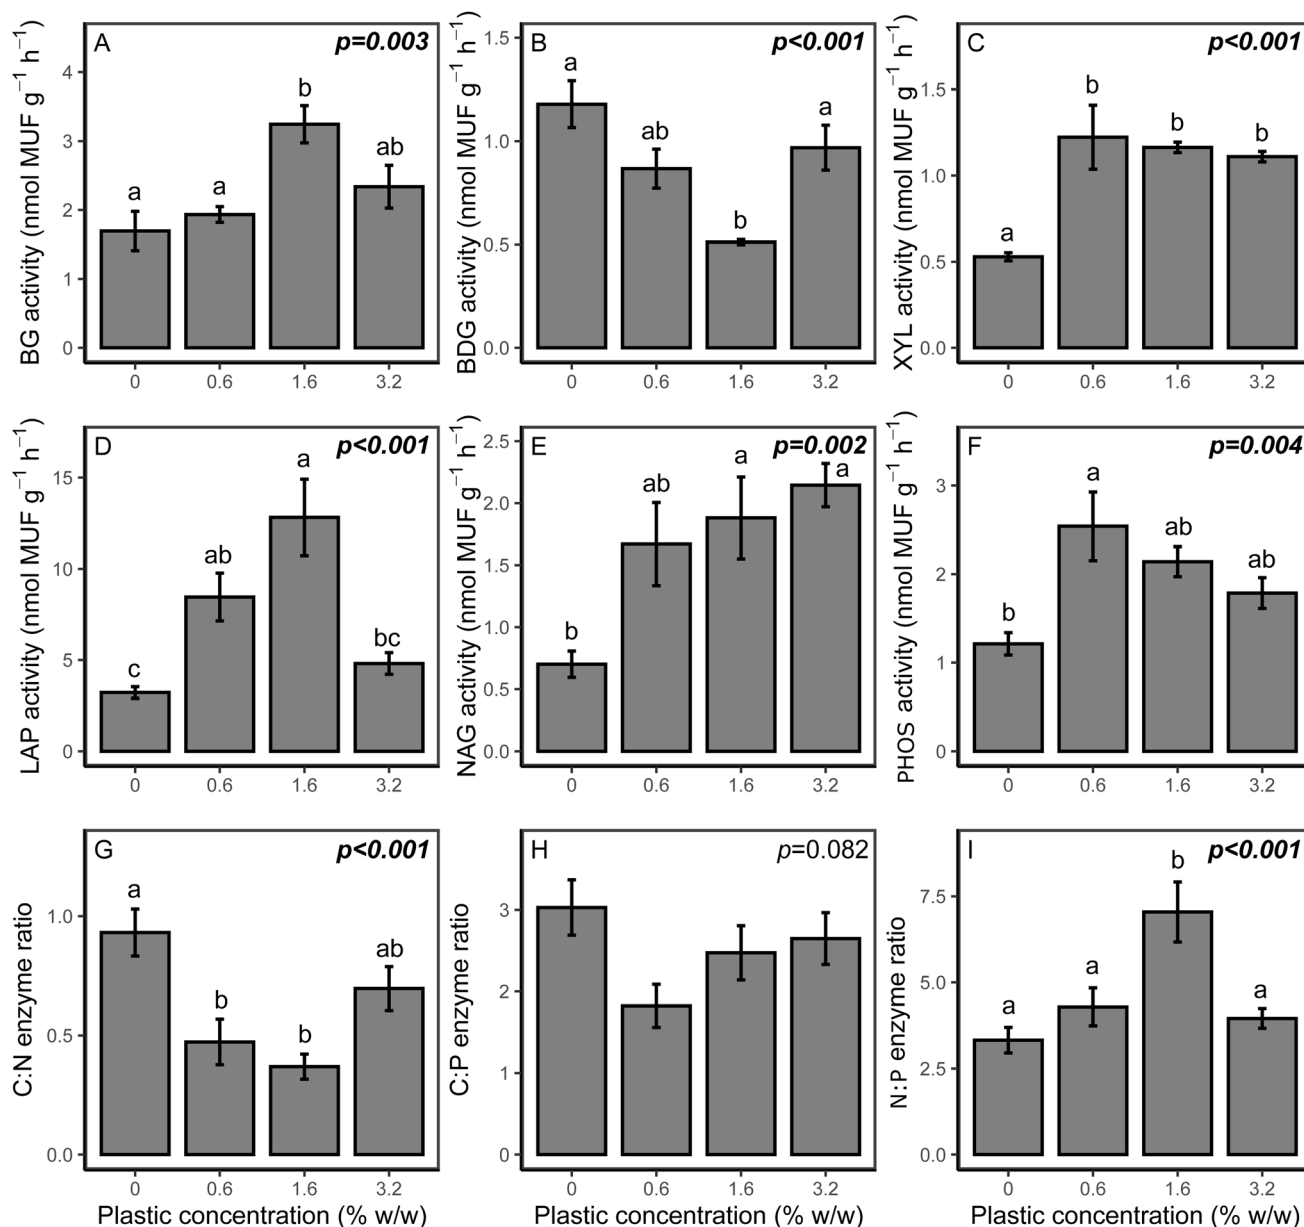 A
p=0.003
BG activity (nmol MUF g⁻¹ h⁻¹)
4
3
2
1
0
a
a
b
ab
0 0.6 1.6 3.2
B
p<0.001
BDG activity (nmol MUF g⁻¹ h⁻¹)
1.5
1.0
0.5
0.0
a
ab
b
a
0 0.6 1.6 3.2
C
p<0.001
XYL activity (nmol MUF g⁻¹ h⁻¹)
1.5
1.0
0.5
0.0
a
b
b
b
0 0.6 1.6 3.2
D
p<0.001
LAP activity (nmol MUF g⁻¹ h⁻¹)
15
10
5
0
c
ab
a
bc
0 0.6 1.6 3.2
E
p=0.002
NAG activity (nmol MUF g⁻¹ h⁻¹)
2.5
2.0
1.5
1.0
0.5
0.0
b
ab
a
a
0 0.6 1.6 3.2
F
p=0.004
PHOS activity (nmol MUF g⁻¹ h⁻¹)
3
2
1
0
b
a
ab
ab
0 0.6 1.6 3.2
G
p<0.001
C:N enzyme ratio
1.0
0.5
0.0
a
b
b
ab
0 0.6 1.6 3.2
Plastic concentration (% w/w)
H
p=0.082
C:P enzyme ratio
3
2
1
0
0 0.6 1.6 3.2
Plastic concentration (% w/w)
I
p<0.001
N:P enzyme ratio
7.5
5.0
2.5
0.0
a
a
b
a
0 0.6 1.6 3.2
Plastic concentration (% w/w)